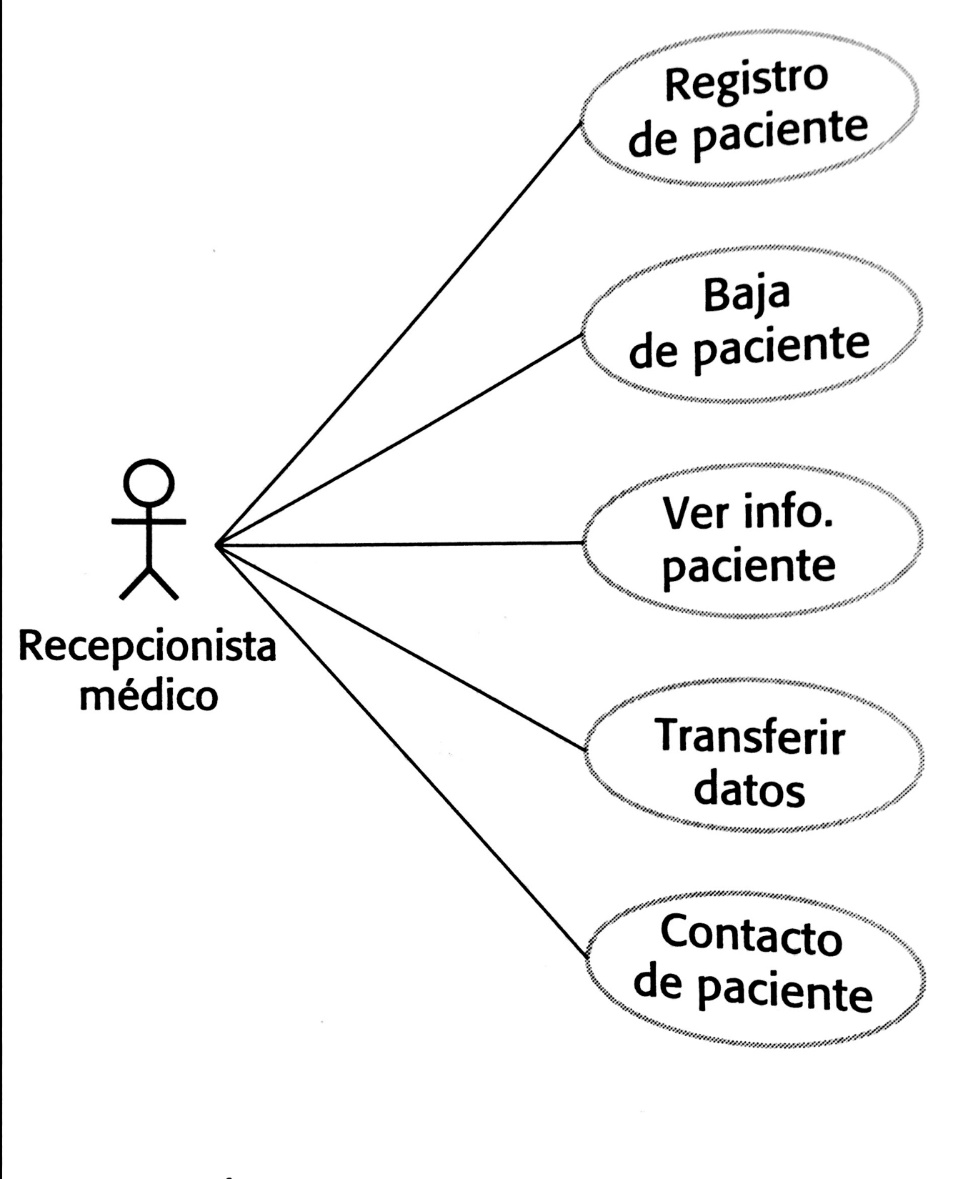 Registro
de paciente
Baja
de paciente
Ver info.
paciente
Recepcionista
médico
Transferir
datos
Contacto
de paciente